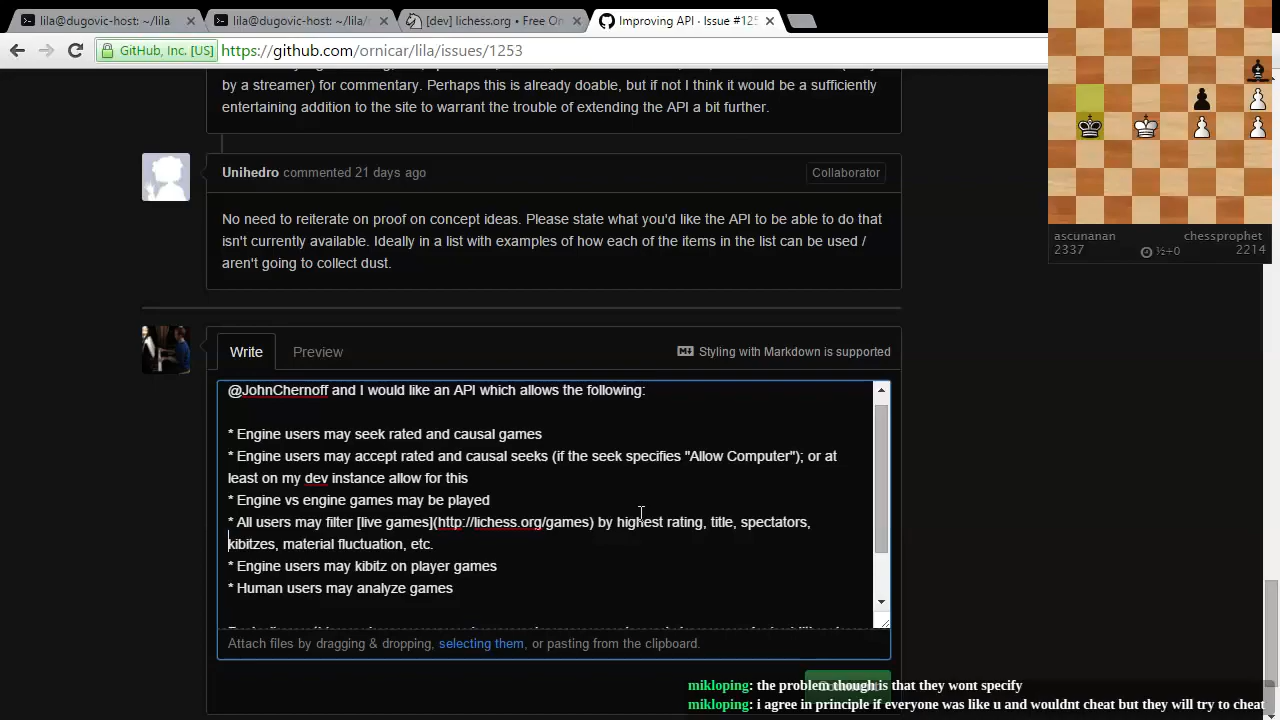 lila@dugovic-host: ~/lila
lila@dugovic-host: ~/lila/s
[dev] lichess.org • Free On
Improving API · Issue #125
GitHub, Inc. [US]
https://github.com/ornicar/lila/issues/1253
by a streamer) for commentary. Perhaps this is already doable, but if not I think it would be a sufficiently
entertaining addition to the site to warrant the trouble of extending the API a bit further.
Unihedro commented 21 days ago
Collaborator
No need to reiterate on proof on concept ideas. Please state what you'd like the API to be able to do that
isn't currently available. Ideally in a list with examples of how each of the items in the list can be used /
aren't going to collect dust.
Write
Preview
Styling with Markdown is supported
@JohnChernoff and I would like an API which allows the following:
* Engine users may seek rated and causal games
* Engine users may accept rated and causal seeks (if the seek specifies "Allow Computer"); or at
least on my dev instance allow for this
* Engine vs engine games may be played
* All users may filter [live games](http://lichess.org/games) by highest rating, title, spectators,
kibitzes, material fluctuation, etc.
* Engine users may kibitz on player games
* Human users may analyze games
Attach files by dragging & dropping, selecting them, or pasting from the clipboard.
ascunanan
chessprophet
2337
½+0
2214
mikloping: the problem though is that they wont specify
mikloping: i agree in principle if everyone was like u and wouldnt cheat but they will try to cheat